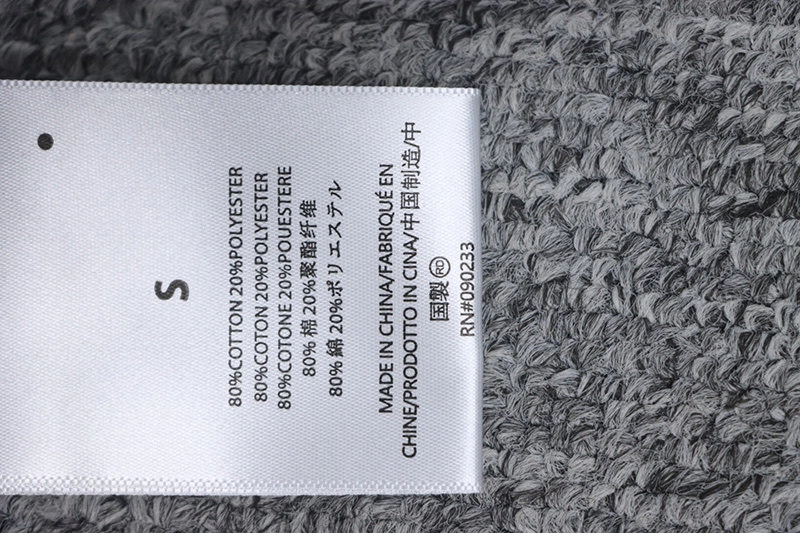 S
80%COTTON 20%POLYESTER
80%COTON 20%POLYESTER
80%COTONE 20%POUESTERE
80% 棉 20%聚酯纤维
80% 綿 20%ポリエステル
MADE IN CHINA/FABRIQUÉ EN
CHINE/PRODOTTO IN CINA/中国制造/中
国製 RD
RN#090233